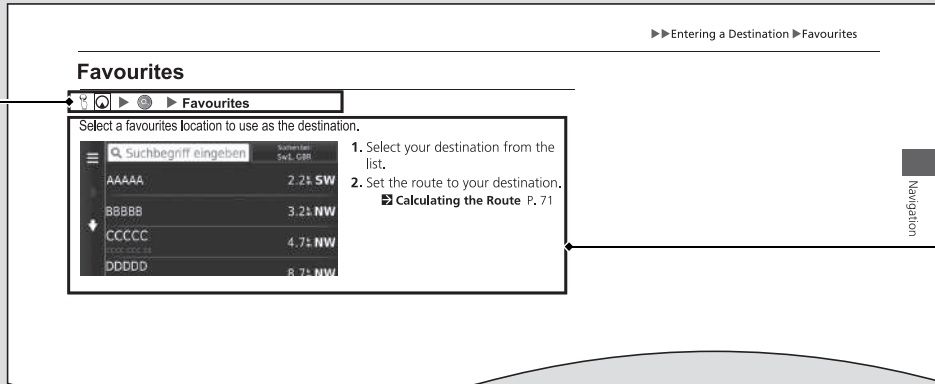 ▶▶Entering a Destination▶Favourites
Favourites
▶ ▶ Favourites
Select a favourites location to use as the destination.
Suchbegriff eingeben
SW1, GBR
AAAAA 2.2 SW
BBBBB 3.2 NW
CCCCC 4.7 NW
DDDDD 8.7 NW
1. Select your destination from the
list.
2. Set the route to your destination.
Calculating the Route P. 71
Navigation